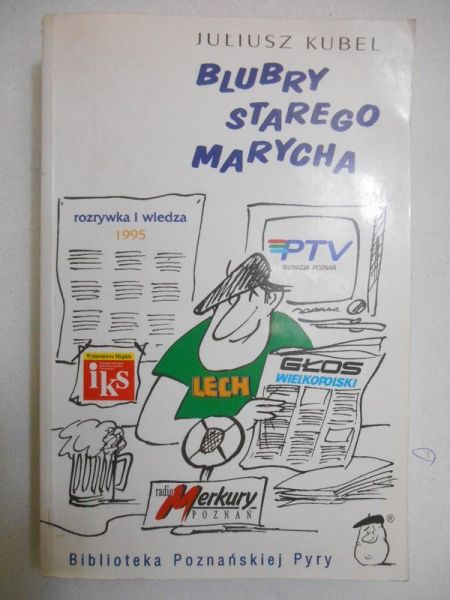 JULIUSZ KUBEL
BLUBRY
STAREGO
MARYCHA
rozrywka i wiedza
1995
PTV
TELEWIZJA POZNAŃ
Wydawnictwo Miejskie
iks
LECH
GŁOS
WIELKOPOLSKI
radio
Merkury
POZNAŃ
®
Biblioteka Poznańskiej Pyry